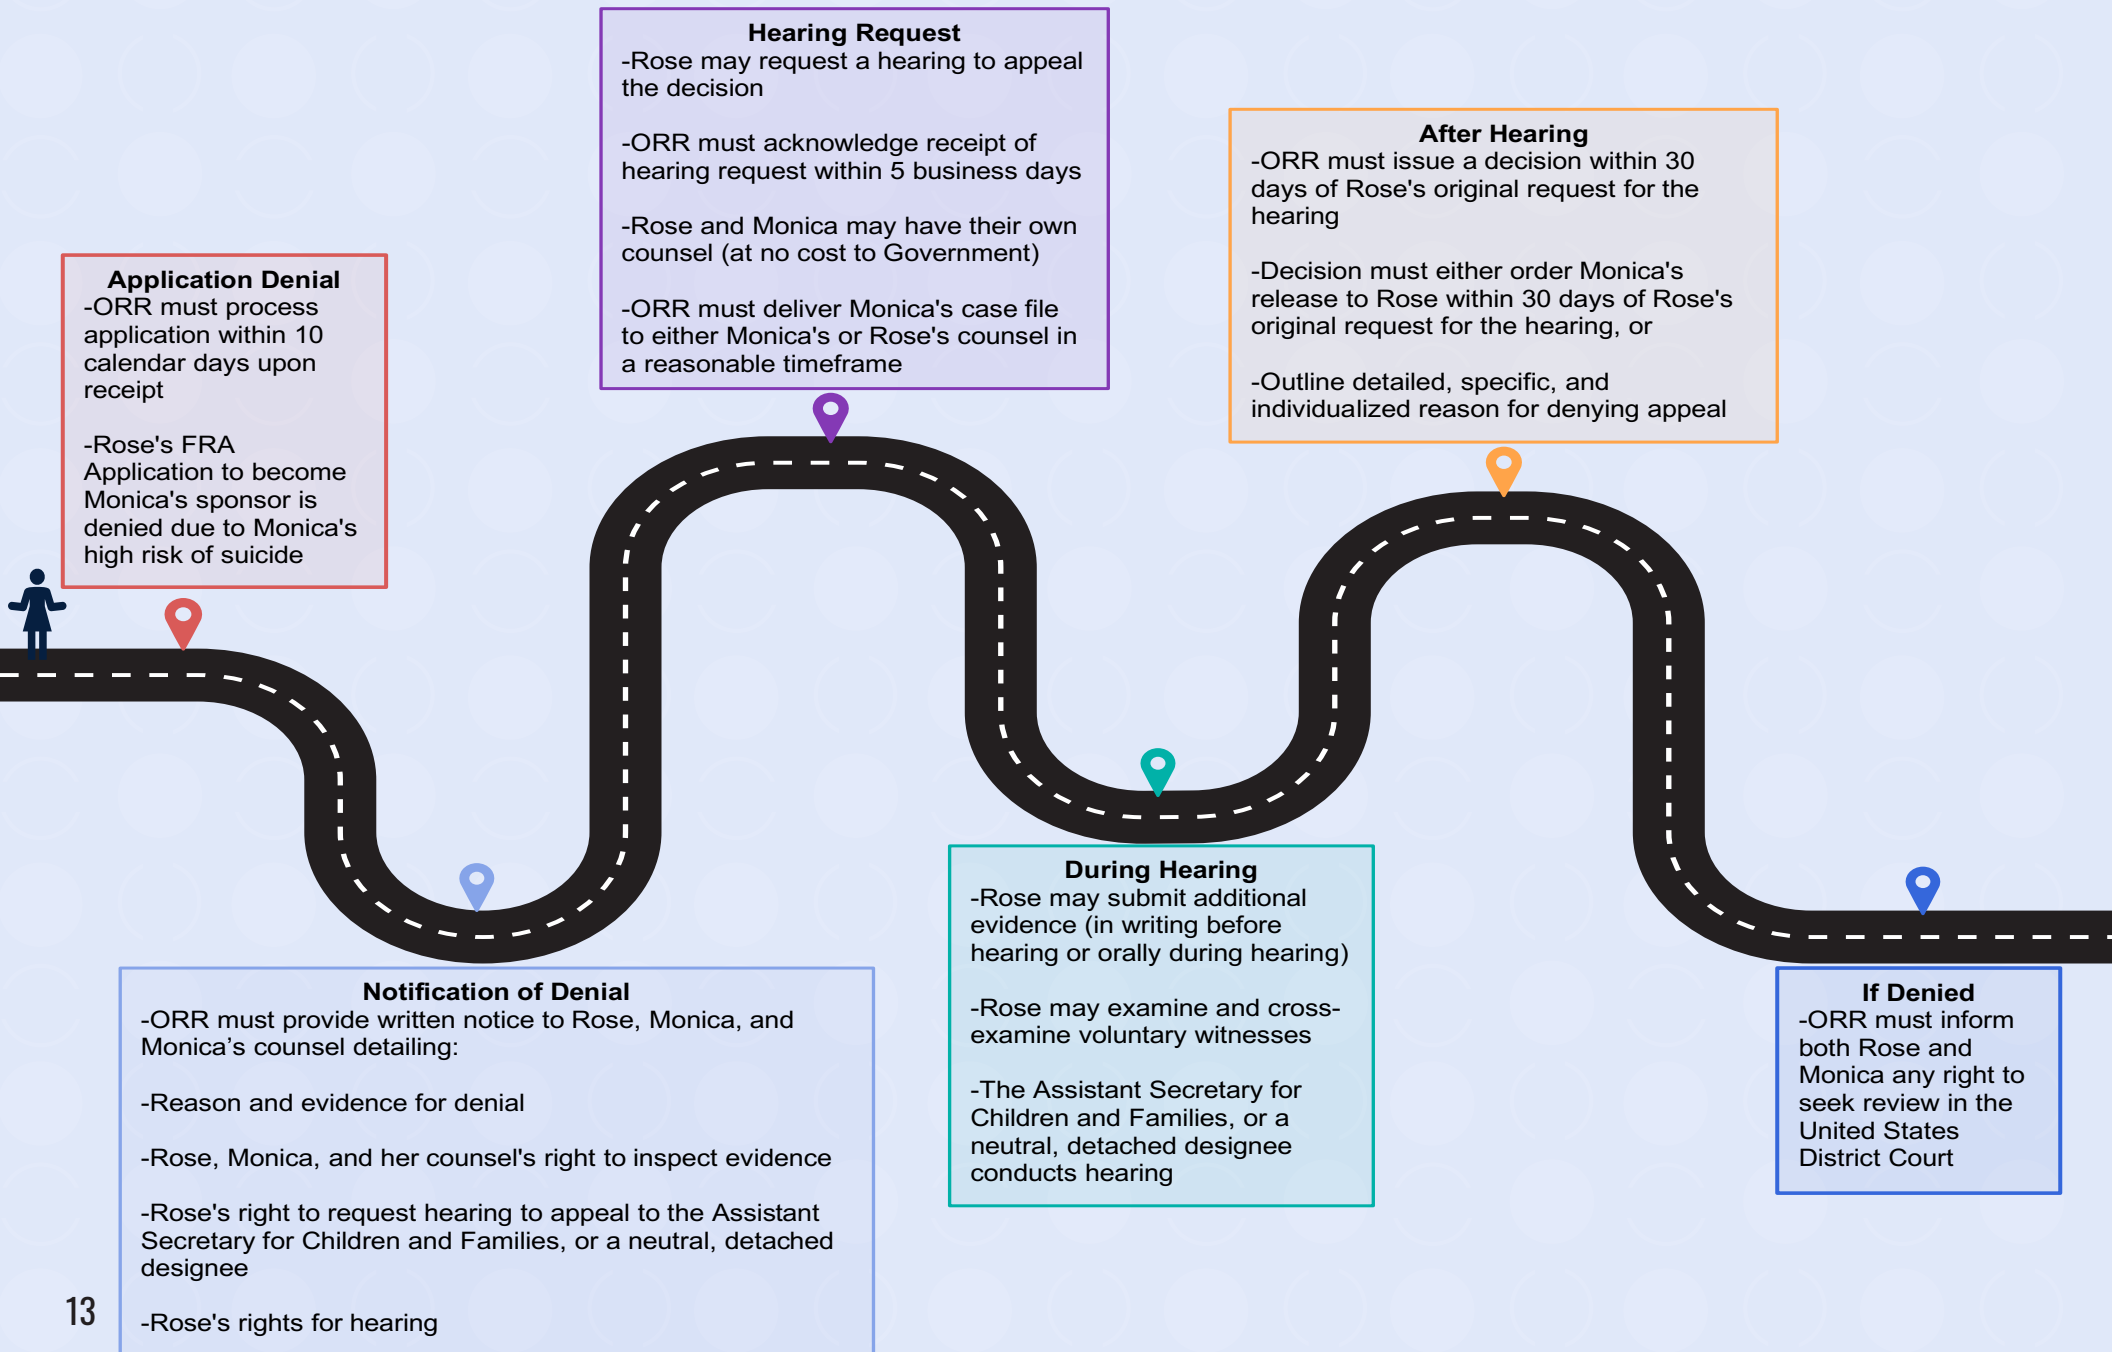 Application Denial
-ORR must process
application within 10
calendar days upon
receipt
-Rose's FRA
Application to become
Monica's sponsor is
denied due to Monica's
high risk of suicide
Notification of Denial
-ORR must provide written notice to Rose, Monica, and
Monica’s counsel detailing:
-Reason and evidence for denial
-Rose, Monica, and her counsel's right to inspect evidence
-Rose's right to request hearing to appeal to the Assistant
Secretary for Children and Families, or a neutral, detached
designee
-Rose's rights for hearing
Hearing Request
-Rose may request a hearing to appeal
the decision
-ORR must acknowledge receipt of
hearing request within 5 business days
-Rose and Monica may have their own
counsel (at no cost to Government)
-ORR must deliver Monica's case file
to either Monica's or Rose's counsel in
a reasonable timeframe
During Hearing
-Rose may submit additional
evidence (in writing before
hearing or orally during hearing)
-Rose may examine and cross-
examine voluntary witnesses
-The Assistant Secretary for
Children and Families, or a
neutral, detached designee
conducts hearing
After Hearing
-ORR must issue a decision within 30
days of Rose's original request for the
hearing
-Decision must either order Monica's
release to Rose within 30 days of Rose's
original request for the hearing, or
-Outline detailed, specific, and
individualized reason for denying appeal
If Denied
-ORR must inform
both Rose and
Monica any right to
seek review in the
United States
District Court
13